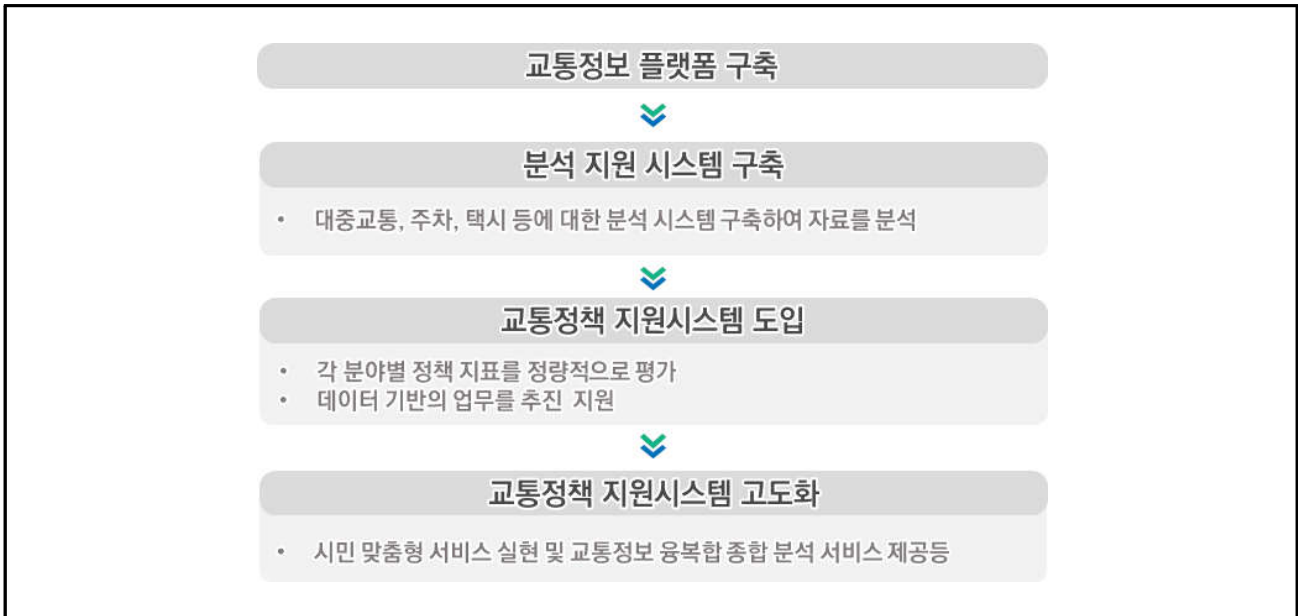 교통정보 플랫폼 구축
분석 지원 시스템 구축
• 대중교통, 주차, 택시 등에 대한 분석 시스템 구축하여 자료를 분석
교통정책 지원시스템 도입
• 각 분야별 정책 지표를 정량적으로 평가
• 데이터 기반의 업무를 추진 지원
교통정책 지원시스템 고도화
• 시민 맞춤형 서비스 실현 및 교통정보 융복합 종합 분석 서비스 제공등